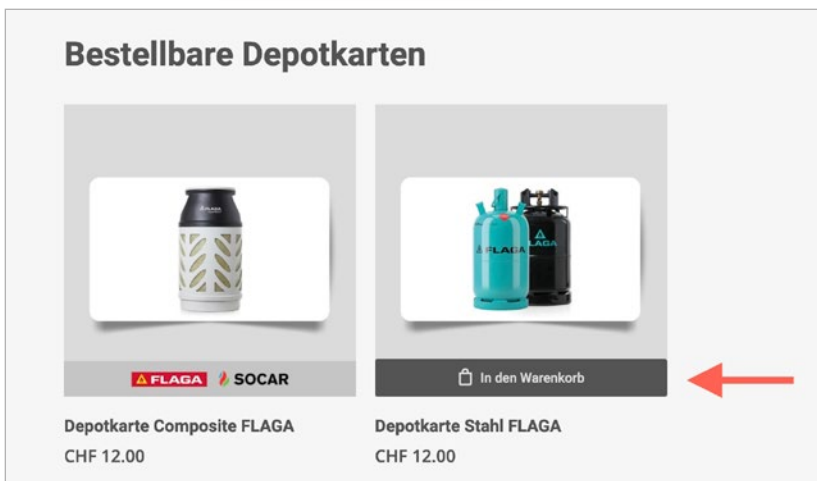 Bestellbare Depotkarten
FLAGA
FLAGA
LAGA
FLAGA SOCAR
In den Warenkorb
Depotkarte Composite FLAGA
Depotkarte Stahl FLAGA
CHF 12.00
CHF 12.00